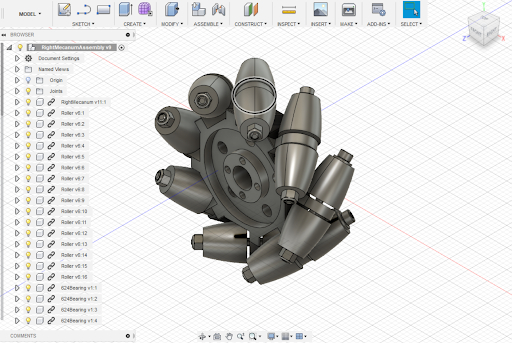 MODEL
SKETCH
CREATE
MODIFY
ASSEMBLE
CONSTRUCT
INSPECT
INSERT
MAKE
ADD-INS
SELECT
BROWSER
RightMecanumAssembly v9
Document Settings
Named Views
Origin
Joints
RightMecanum v11:1
Roller v6:1
Roller v6:2
Roller v6:3
Roller v6:4
Roller v6:5
Roller v6:6
Roller v6:7
Roller v6:8
Roller v6:9
Roller v6:10
Roller v6:11
Roller v6:12
Roller v6:13
Roller v6:14
Roller v6:15
Roller v6:16
624Bearing v1:1
624Bearing v1:2
624Bearing v1:3
624Bearing v1:4
COMMENTS
Z
X